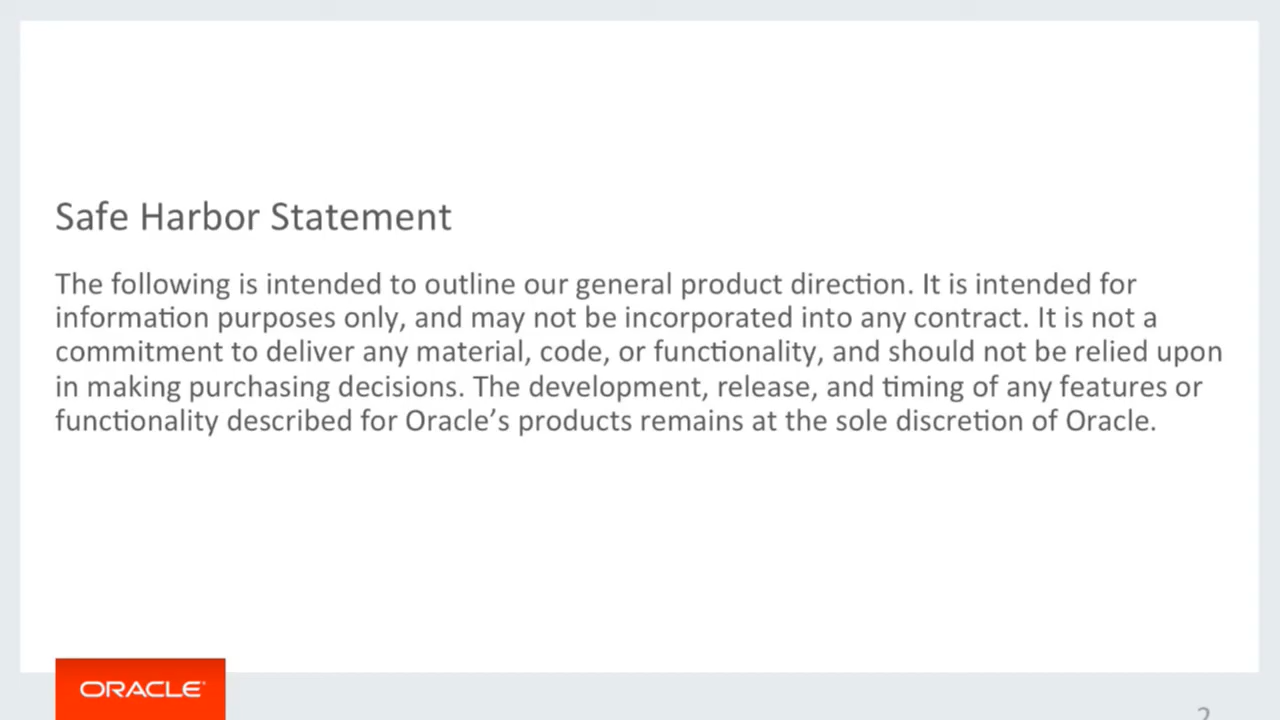 Safe Harbor Statement
The following is intended to outline our general product direction. It is intended for
information purposes only, and may not be incorporated into any contract. It is not a
commitment to deliver any material, code, or functionality, and should not be relied upon
in making purchasing decisions. The development, release, and timing of any features or
functionality described for Oracle’s products remains at the sole discretion of Oracle.
ORACLE®
2